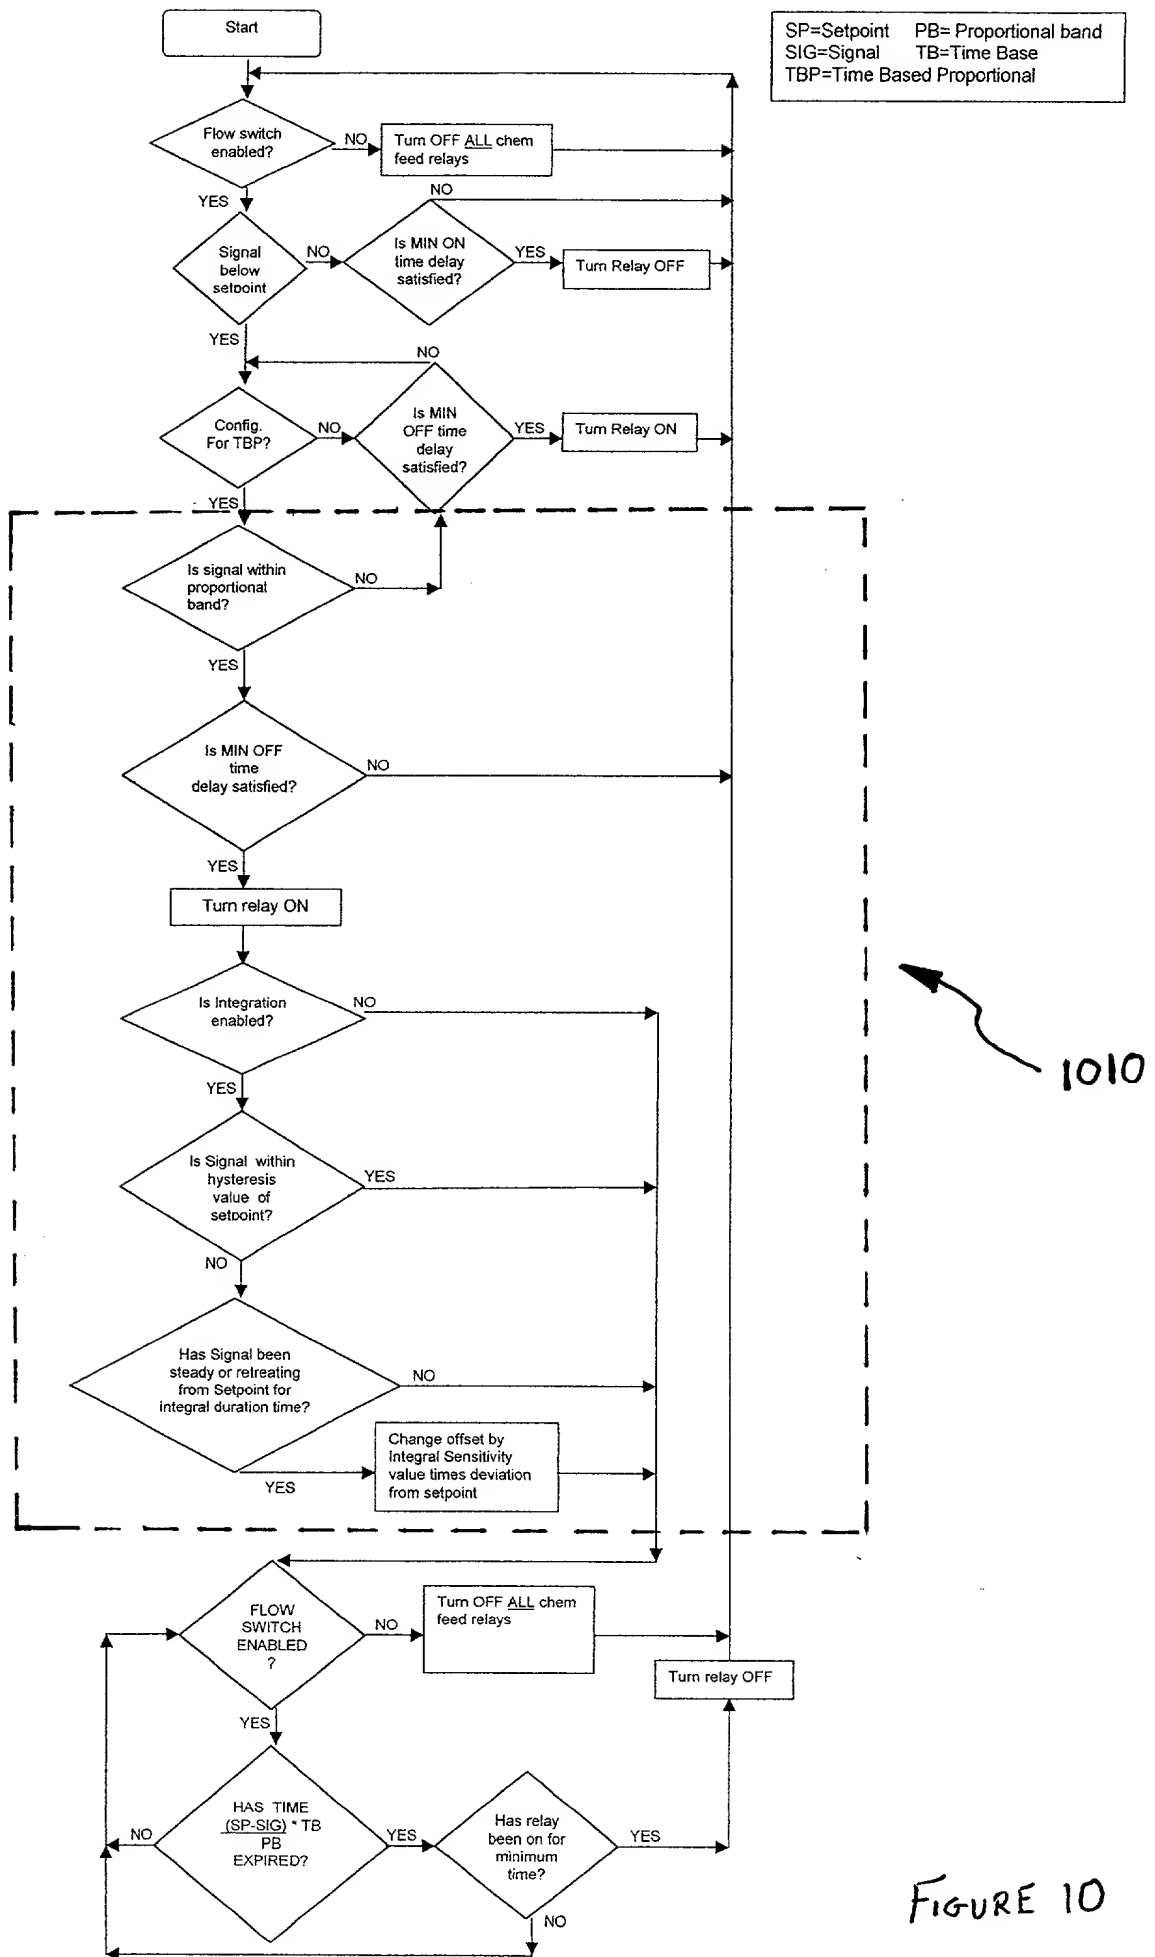 Start
SP=Setpoint PB= Proportional band
SIG=Signal TB=Time Base
TBP=Time Based Proportional
Flow switch
enabled?
NO
Turn OFF ALL chem
feed relays
YES
NO
Signal
below
setpoint
NO
Is MIN ON
time delay
satisfied?
YES
Turn Relay OFF
YES
NO
Config.
For TBP?
NO
Is MIN
OFF time
delay
satisfied?
YES
Turn Relay ON
YES
Is signal within
proportional
band?
NO
YES
Is MIN OFF
time
delay satisfied?
NO
YES
Turn relay ON
Is Integration
enabled?
NO
YES
1010
Is Signal within
hysteresis
value of
setpoint?
YES
NO
Has Signal been
steady or retreating
from Setpoint for
integral duration time?
NO
YES
Change offset by
Integral Sensitivity
value times deviation
from setpoint
FLOW
SWITCH
ENABLED
?
NO
Turn OFF ALL chem
feed relays
YES
Turn relay OFF
HAS TIME
(SP-SIG) * TB
PB
EXPIRED?
NO
YES
Has relay
been on for
minimum
time?
YES
NO
FIGURE 10